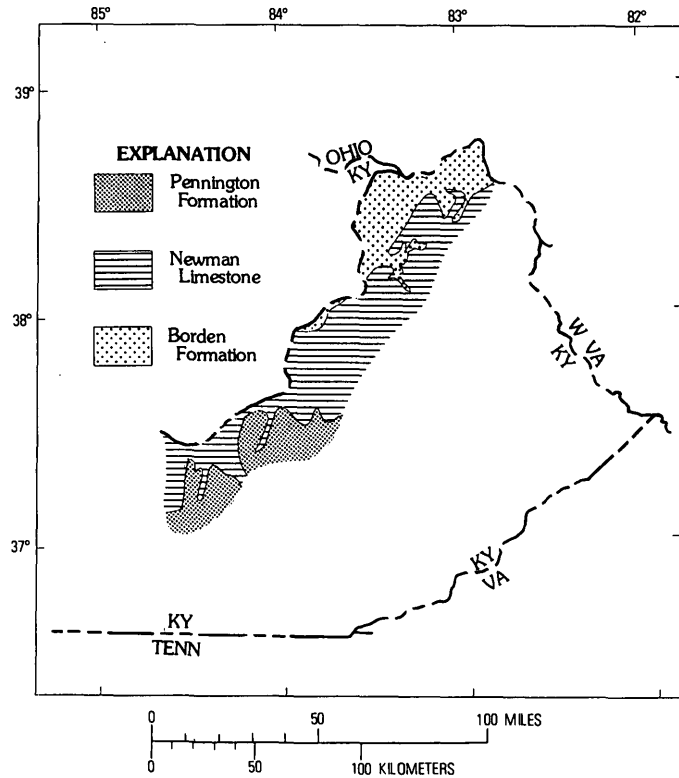 85°
84°
83°
82°
39°
38°
37°
EXPLANATION
Pennington
Formation
Newman
Limestone
Borden
Formation
OHIO
KY
W VA
KY
KY
VA
KY
TENN
0 50 100 MILES
0 50 100 KILOMETERS